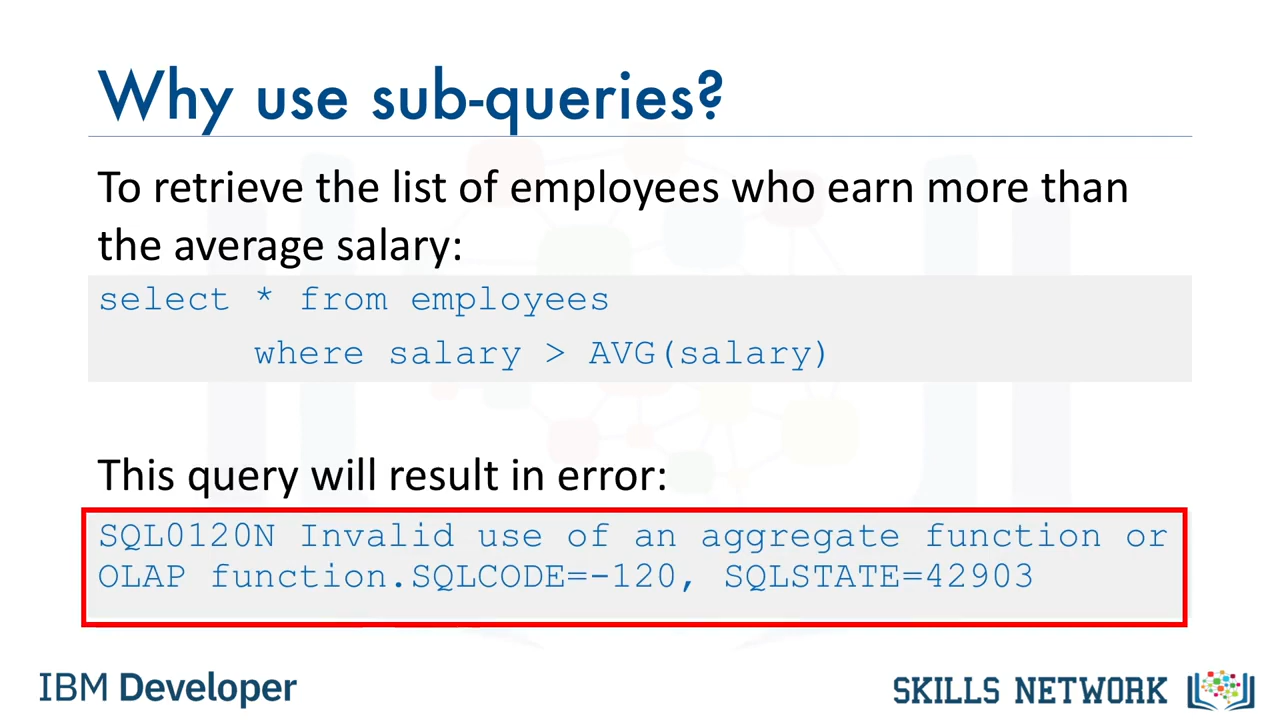 Why use sub-queries?
To retrieve the list of employees who earn more than
the average salary:
select * from employees
where salary > AVG(salary)
This query will result in error:
SQL0120N Invalid use of an aggregate function or
OLAP function.SQLCODE=-120, SQLSTATE=42903
IBM Developer
SKILLS NETWORK